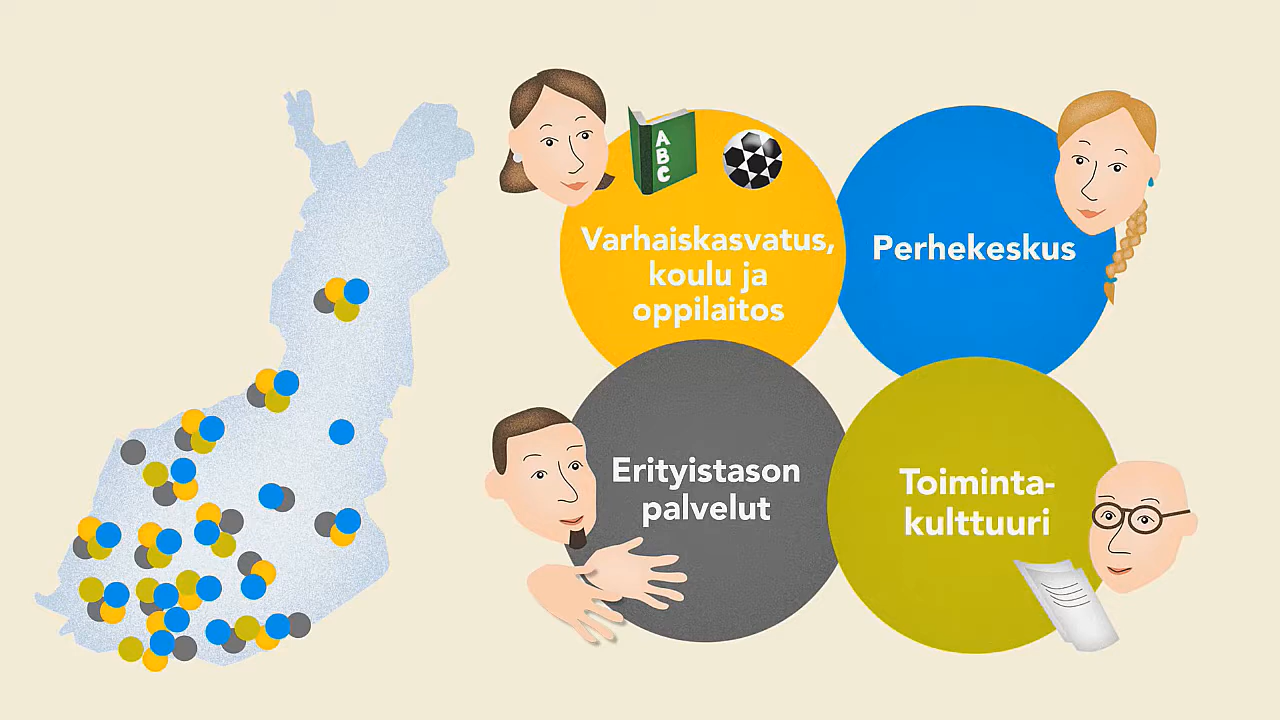 A
B
C
Varhaiskasvatus,
koulu ja
oppilaitos
Perhekeskus
Erityistason
palvelut
Toiminta-
kulttuuri